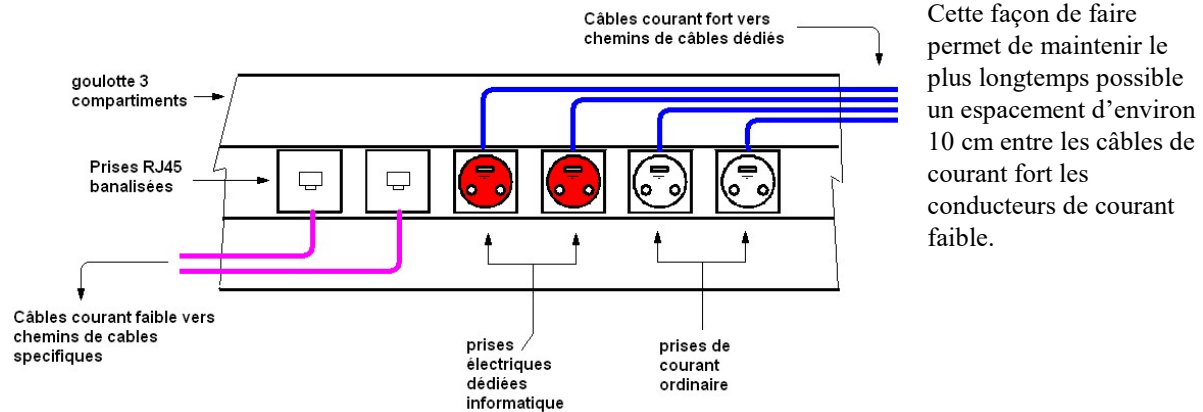 Câbles courant fort vers
chemins de câbles dédiés
goulotte 3
compartiments
Prises RJ45
banalisées
Câbles courant faible vers
chemins de cables
specifiques
prises
électriques
dédiées
informatique
prises de
courant
ordinaire
Cette façon de faire
permet de maintenir le
plus longtemps possible
un espacement d’environ
10 cm entre les câbles de
courant fort les
conducteurs de courant
faible.